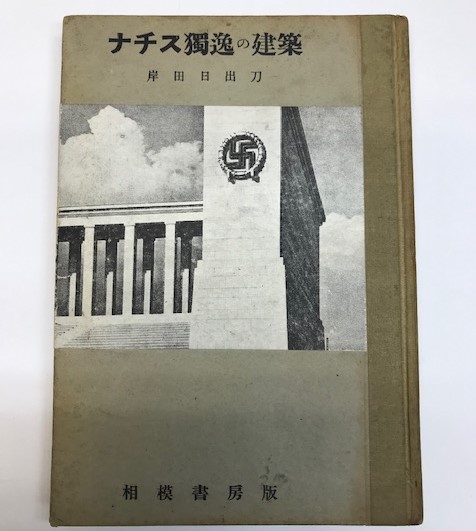 ナチス獨逸の建築
岸田日出刀
相模書房版